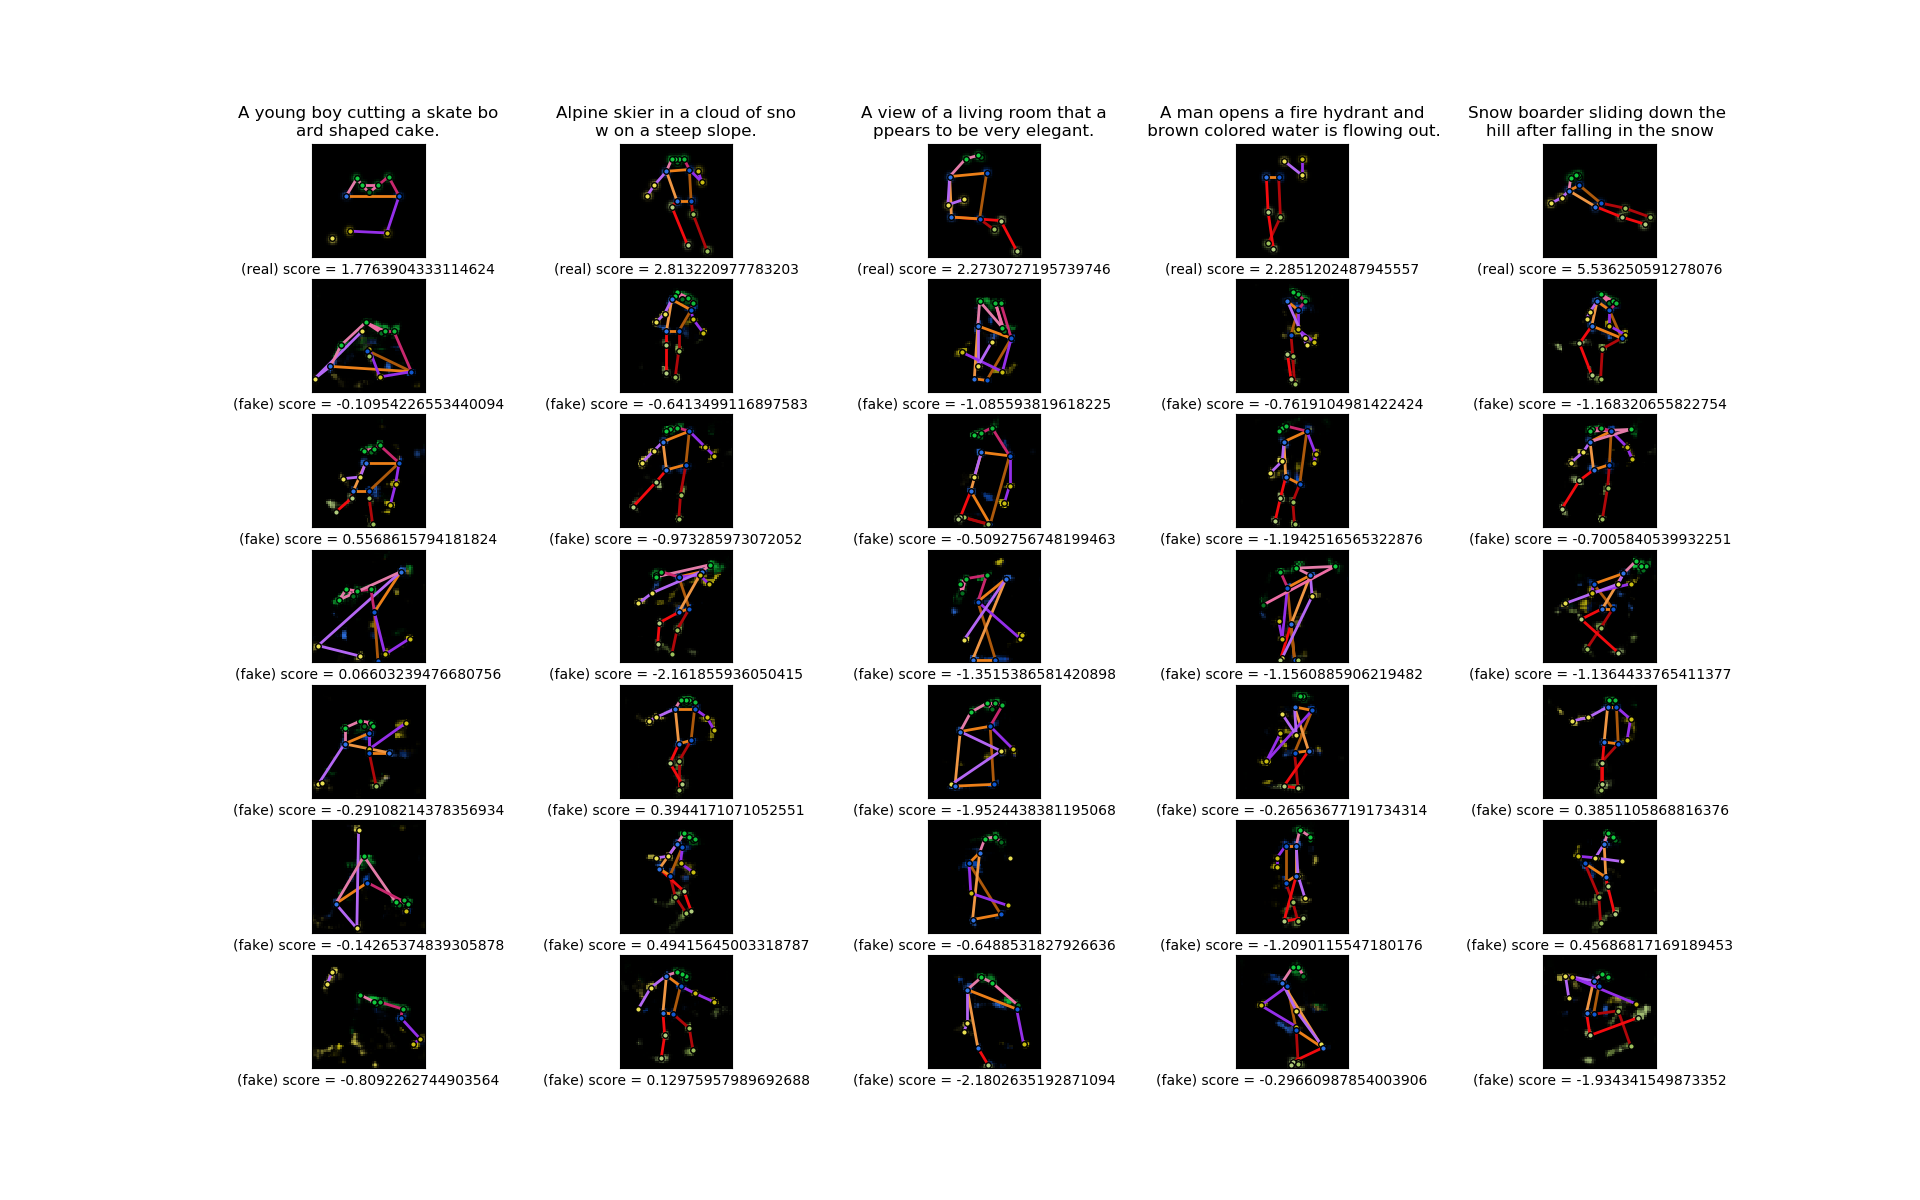 A young boy cutting a skate bo
ard shaped cake.
Alpine skier in a cloud of sno
w on a steep slope.
A view of a living room that a
ppears to be very elegant.
A man opens a fire hydrant and
brown colored water is flowing out.
Snow boarder sliding down the
hill after falling in the snow
(real) score = 1.7763904333114624
(real) score = 2.813220977783203
(real) score = 2.2730727195739746
(real) score = 2.2851202487945557
(real) score = 5.536250591278076
(fake) score = -0.10954226553440094
(fake) score = -0.6413499116897583
(fake) score = -1.085593819618225
(fake) score = -0.7619104981422424
(fake) score = -1.168320655822754
(fake) score = 0.5568615794181824
(fake) score = -0.973285973072052
(fake) score = -0.5092756748199463
(fake) score = -1.1942516565322876
(fake) score = -0.7005840539932251
(fake) score = 0.06603239476680756
(fake) score = -2.161855936050415
(fake) score = -1.3515386581420898
(fake) score = -1.1560885906219482
(fake) score = -1.1364433765411377
(fake) score = -0.29108214378356934
(fake) score = 0.3944171071052551
(fake) score = -1.9524438381195068
(fake) score = -0.26563677191734314
(fake) score = 0.3851105868816376
(fake) score = -0.14265374839305878
(fake) score = 0.49415645003318787
(fake) score = -0.6488531827926636
(fake) score = -1.2090115547180176
(fake) score = 0.45686817169189453
(fake) score = -0.8092262744903564
(fake) score = 0.12975957989692688
(fake) score = -2.1802635192871094
(fake) score = -0.29660987854003906
(fake) score = -1.934341549873352